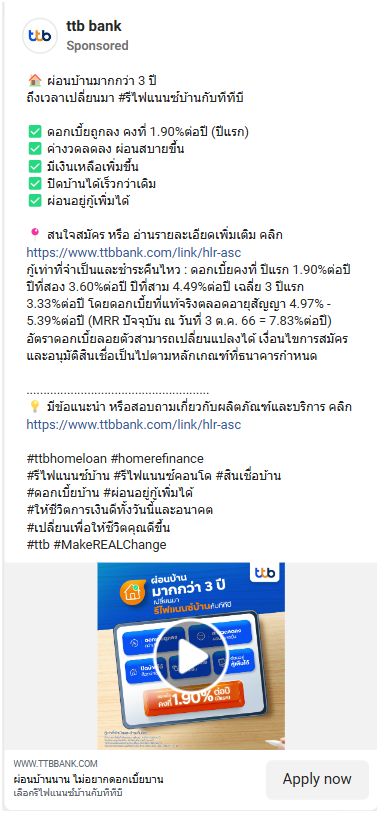 ttb bank
ttb
Sponsored
🏠 ผ่อนบ้านมากกว่า 3 ปี
ถึงเวลาเปลี่ยนมา #รีไฟแนนซ์บ้านกับทีทีบี
✅ ดอกเบี้ยถูกลง คงที่ 1.90%ต่อปี (ปีแรก)
✅ ค่างวดลดลง ผ่อนสบายขึ้น
✅ มีเงินเหลือเพิ่มขึ้น
✅ ปิดบ้านได้เร็วกว่าเดิม
✅ ผ่อนอยู่กู้เพิ่มได้
📍 สนใจสมัคร หรือ อ่านรายละเอียดเพิ่มเติม คลิก
https://www.ttbbank.com/link/hlr-asc
กู้เท่าที่จำเป็นและชำระคืนไหว : ดอกเบี้ยคงที่ ปีแรก 1.90%ต่อปี
ปีที่สอง 3.60%ต่อปี ปีที่สาม 4.49%ต่อปี เฉลี่ย 3 ปีแรก
3.33%ต่อปี โดยดอกเบี้ยที่แท้จริงตลอดอายุสัญญา 4.97% -
5.39%ต่อปี (MRR ปัจจุบัน ณ วันที่ 3 ต.ค. 66 = 7.83%ต่อปี)
อัตราดอกเบี้ยลอยตัวสามารถเปลี่ยนแปลงได้ เงื่อนไขการสมัคร
และอนุมัติสินเชื่อเป็นไปตามหลักเกณฑ์ที่ธนาคารกำหนด
......................................................
💡 มีข้อแนะนำ หรือสอบถามเกี่ยวกับผลิตภัณฑ์และบริการ คลิก
https://www.ttbbank.com/link/hlr-asc
#ttbhomeloan #homerefinance
#รีไฟแนนซ์บ้าน #รีไฟแนนซ์คอนโด #สินเชื่อบ้าน
#ดอกเบี้ยบ้าน #ผ่อนอยู่กู้เพิ่มได้
#ให้ชีวิตการเงินดีทั้งวันนี้และอนาคต
#เปลี่ยนเพื่อให้ชีวิตคุณดีขึ้น
#ttb #MakeREALChange
ttb
ผ่อนบ้าน
มากกว่า 3 ปี
เปลี่ยนมา
รีไฟแนนซ์บ้านกับทีทีบี
คงที่ 1.90% ต่อปี
WWW.TTBBANK.COM
ผ่อนบ้านนาน ไม่อยากดอกเบี้ยบาน
เลือกรีไฟแนนซ์บ้านกับทีทีบี
Apply now